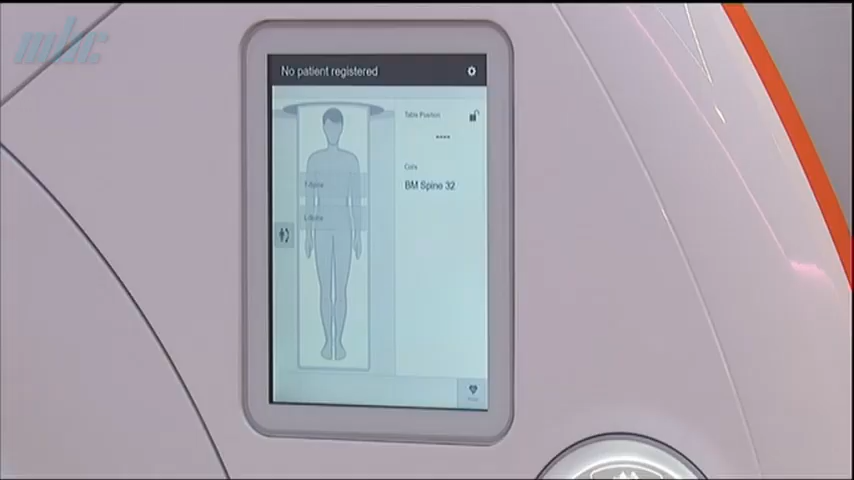 mbc
No patient registered
Table Position
----
Coils
BM Spine 32
T-Spine
L-Spine